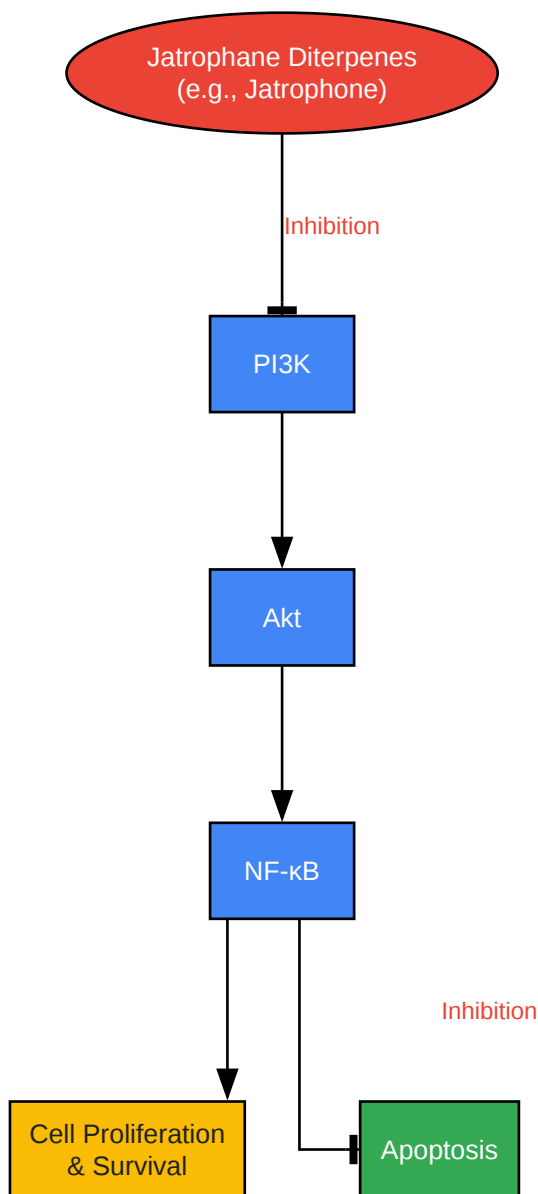 Jatrophane Diterpenes
(e.g., Jatrophone)
Inhibition
PI3K
Akt
NF-κB
Inhibition
Cell Proliferation
& Survival
Apoptosis